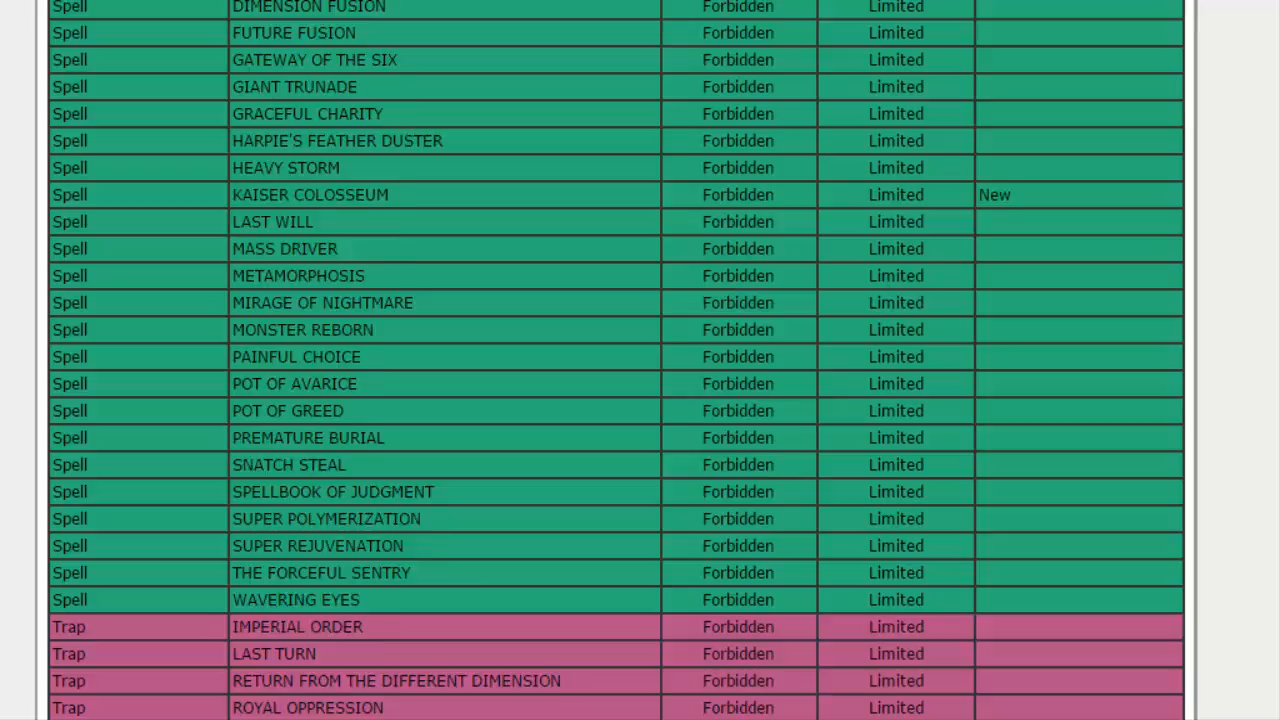 Spell DIMENSION FUSION Forbidden Limited
Spell FUTURE FUSION Forbidden Limited
Spell GATEWAY OF THE SIX Forbidden Limited
Spell GIANT TRUNADE Forbidden Limited
Spell GRACEFUL CHARITY Forbidden Limited
Spell HARPIE'S FEATHER DUSTER Forbidden Limited
Spell HEAVY STORM Forbidden Limited
Spell KAISER COLOSSEUM Forbidden Limited New
Spell LAST WILL Forbidden Limited
Spell MASS DRIVER Forbidden Limited
Spell METAMORPHOSIS Forbidden Limited
Spell MIRAGE OF NIGHTMARE Forbidden Limited
Spell MONSTER REBORN Forbidden Limited
Spell PAINFUL CHOICE Forbidden Limited
Spell POT OF AVARICE Forbidden Limited
Spell POT OF GREED Forbidden Limited
Spell PREMATURE BURIAL Forbidden Limited
Spell SNATCH STEAL Forbidden Limited
Spell SPELLBOOK OF JUDGMENT Forbidden Limited
Spell SUPER POLYMERIZATION Forbidden Limited
Spell SUPER REJUVENATION Forbidden Limited
Spell THE FORCEFUL SENTRY Forbidden Limited
Spell WAVERING EYES Forbidden Limited
Trap IMPERIAL ORDER Forbidden Limited
Trap LAST TURN Forbidden Limited
Trap RETURN FROM THE DIFFERENT DIMENSION Forbidden Limited
Trap ROYAL OPPRESSION Forbidden Limited